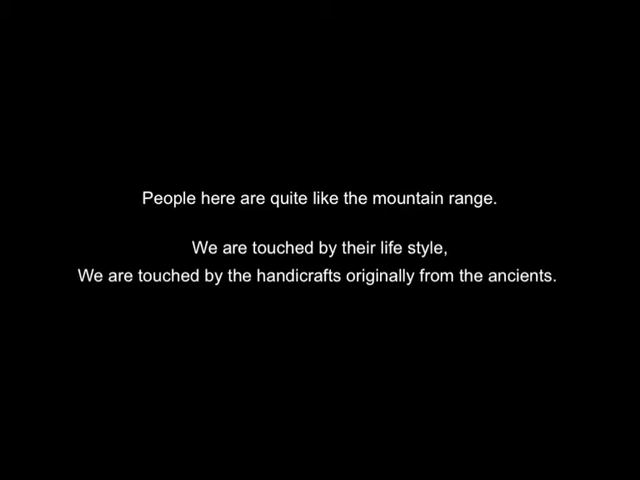 People here are quite like the mountain range.
We are touched by their life style,
We are touched by the handicrafts originally from the ancients.